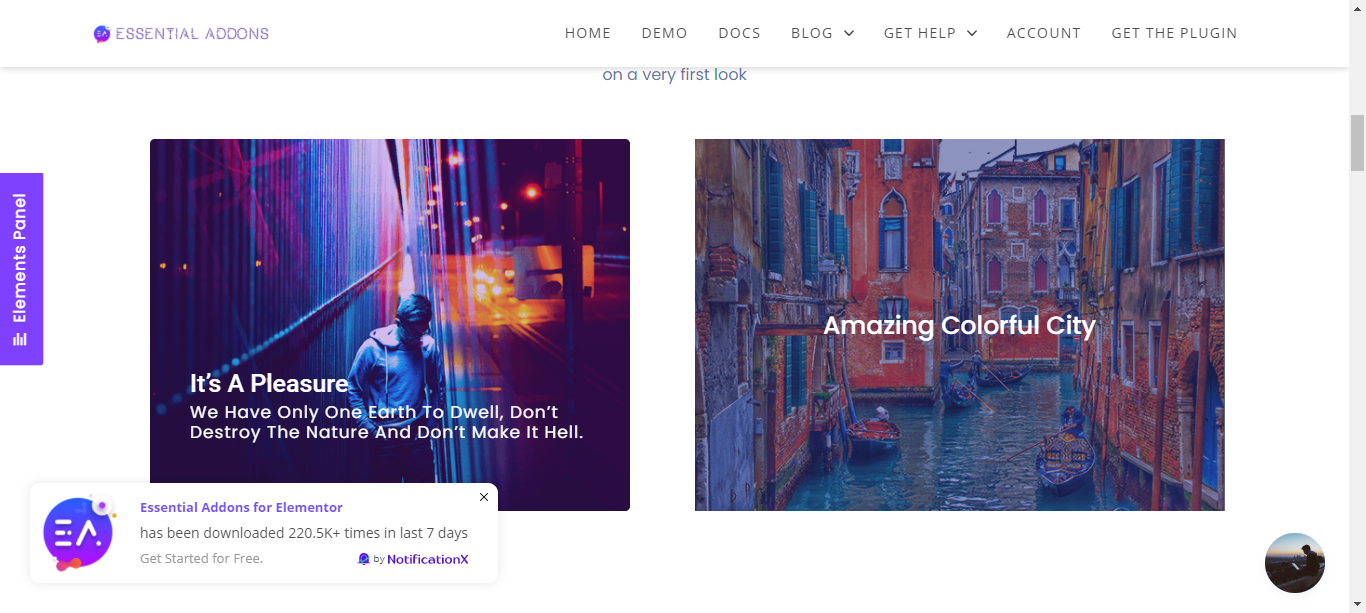 ESSENTIAL ADDONS
HOME DEMO DOCS BLOG GET HELP ACCOUNT GET THE PLUGIN
on a very first look
Elements Panel
It's A Pleasure
We Have Only One Earth To Dwell, Don't
Destroy The Nature And Don't Make It Hell.
Amazing Colorful City
EA
Essential Addons for Elementor
has been downloaded 220.5K+ times in last 7 days
Get Started for Free.
by NotificationX